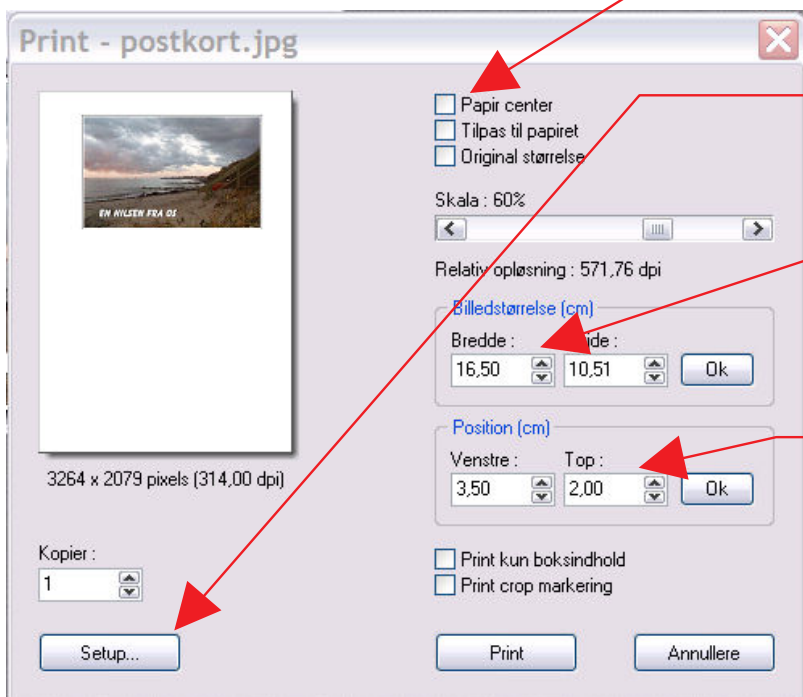 Print - postkort.jpg
EN NILSEN FRA OS
3264 x 2079 pixels (314,00 dpi)
Kopier :
1
Setup...
Papir center
Tilpas til papiret
Original størrelse
Skala : 60%
Relativ opløsning : 571,76 dpi
Billedstørrelse (cm)
Bredde : ide :
16,50 10,51 Ok
Position (cm)
Venstre : Top :
3,50 2,00 Ok
Print kun boksindhold
Print crop markering
Print Annullere